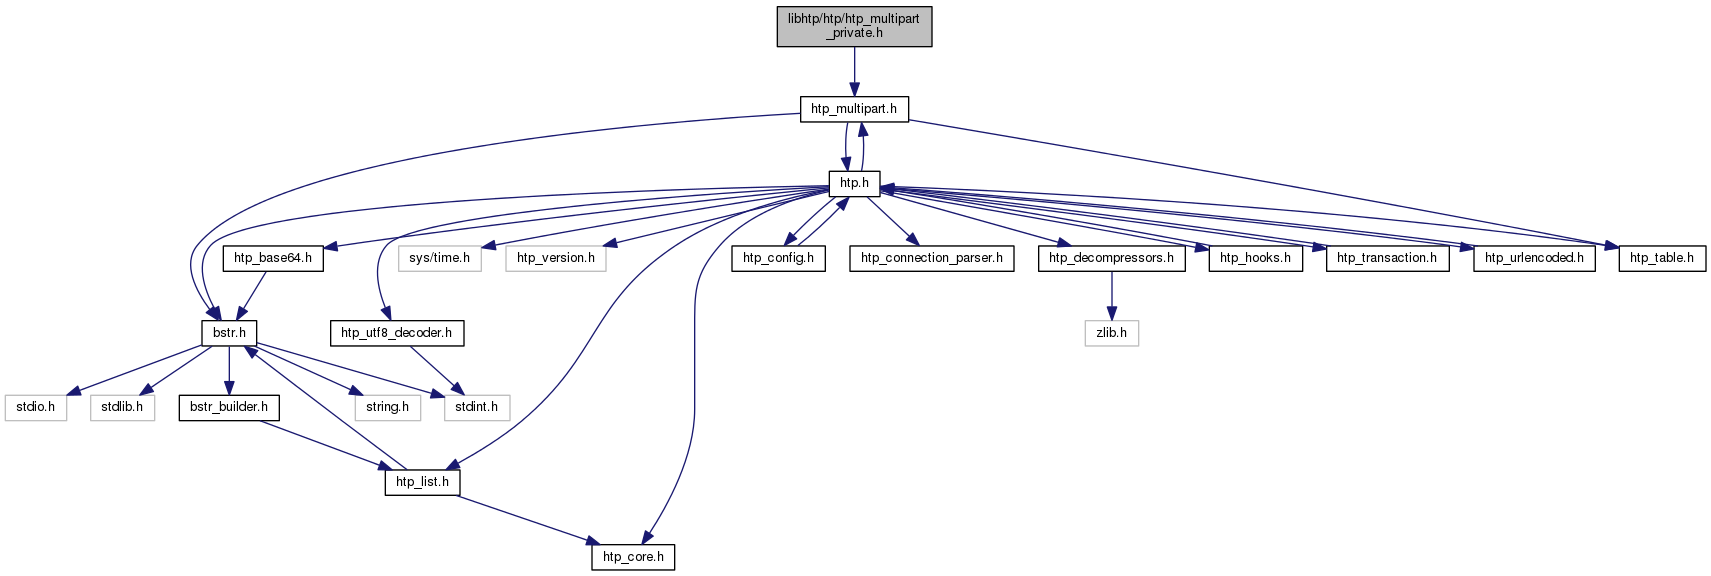 libhtp/htp/htp_multipart
_private.h
htp_multipart.h
htp.h
htp_base64.h
sys/time.h
htp_version.h
htp_config.h
htp_connection_parser.h
htp_decompressors.h
htp_hooks.h
htp_transaction.h
htp_urlencoded.h
htp_table.h
bstr.h
htp_utf8_decoder.h
zlib.h
stdio.h
stdlib.h
bstr_builder.h
string.h
stdint.h
htp_list.h
htp_core.h